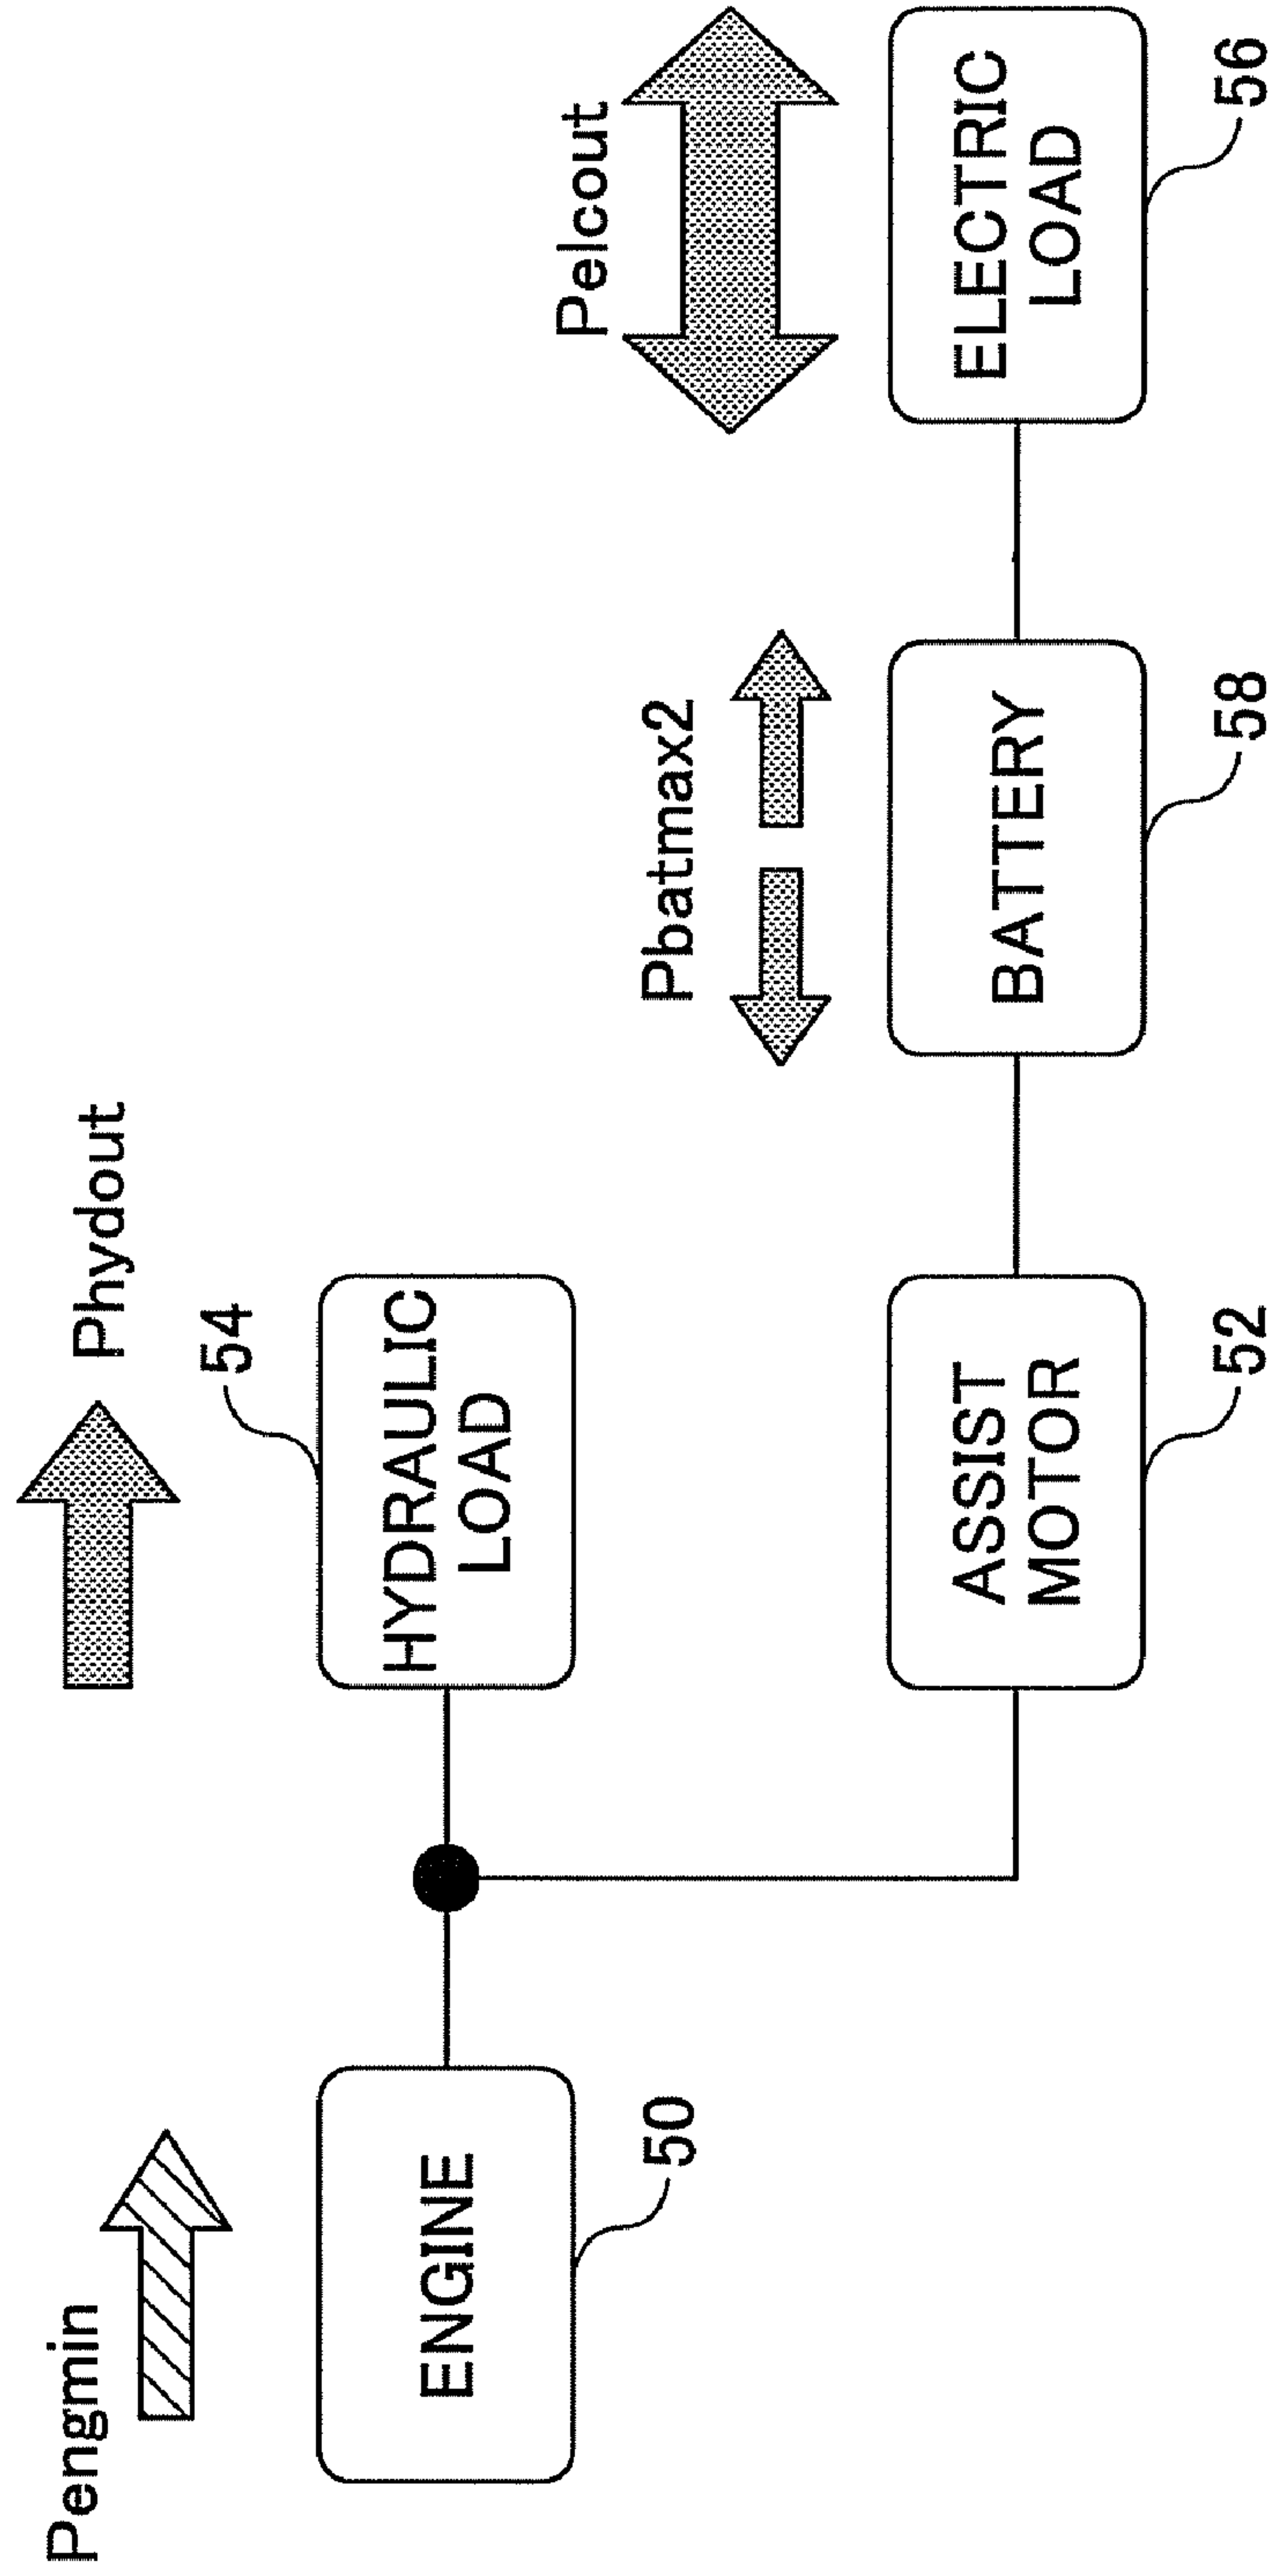 Pengmin
Phydout
54
ENGINE
50
HYDRAULIC
LOAD
Pbatmax2
Pelcout
ASSIST
MOTOR
52
BATTERY
58
ELECTRIC
LOAD
56